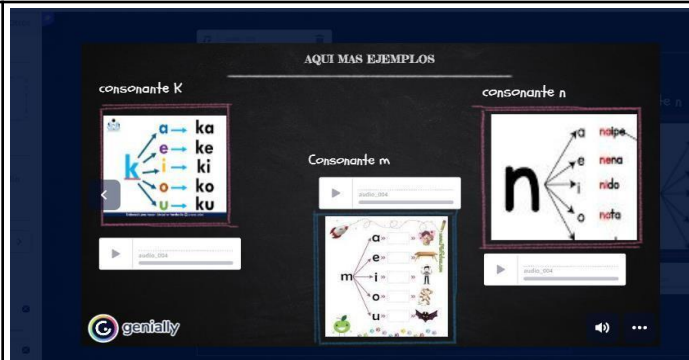 AQUI MAS EJEMPLOS
consonante K
k
a ka
e ke
i ki
o ko
u ku
audio_004
Consonante m
audio_004
m
a
e
i
o
u
consonante n
n
a naipe
e nena
i nido
o nota
audio_004
genially